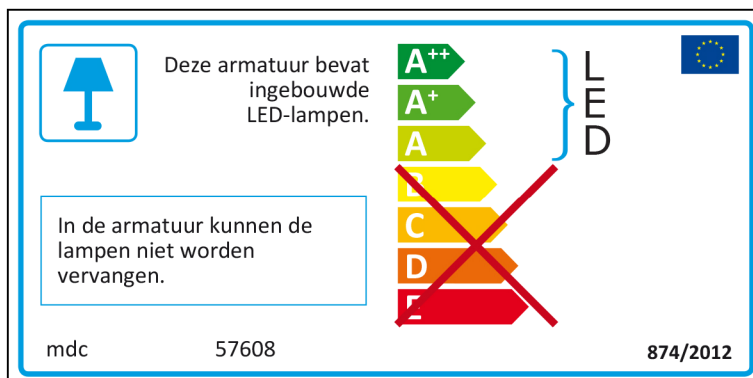 Deze armatuur bevat
ingebouwde
LED-lampen.
A++
A+
A
B
C
D
E
L
E
D
In de armatuur kunnen de
lampen niet worden
vervangen.
mdc 57608
874/2012